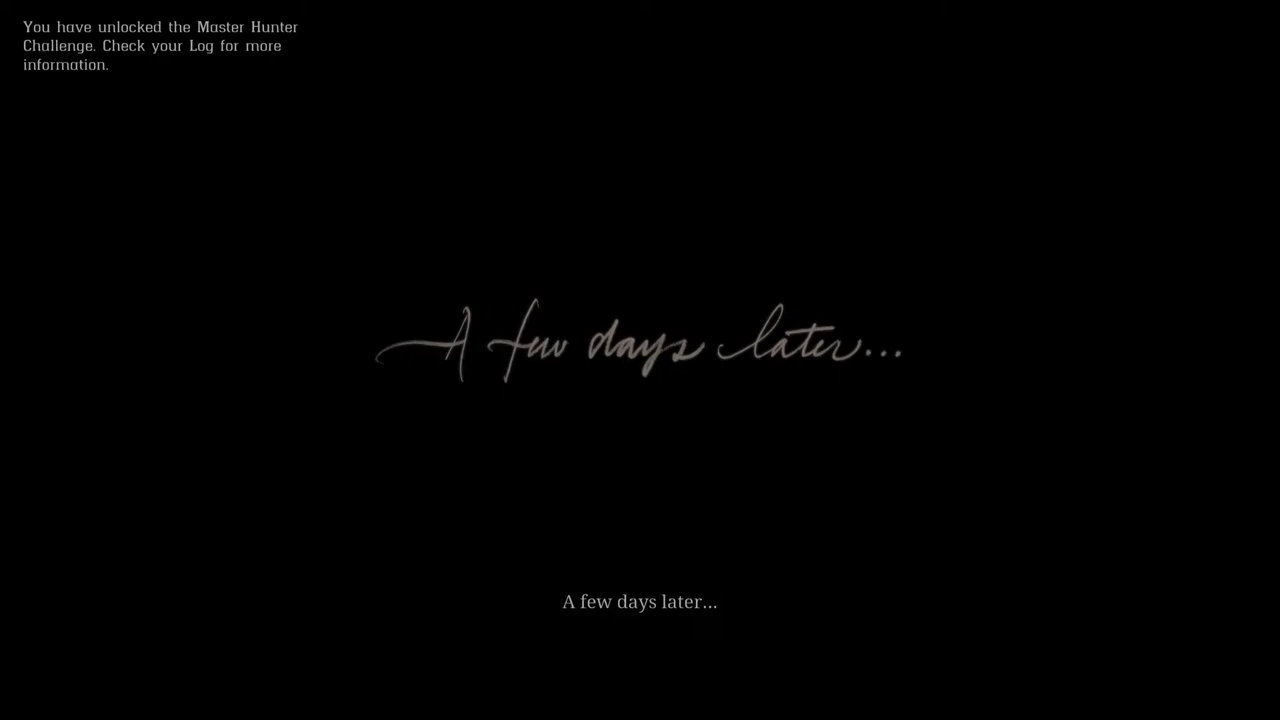 You have unlocked the Master Hunter
Challenge. Check your Log for more
information.
A few days later...
A few days later...